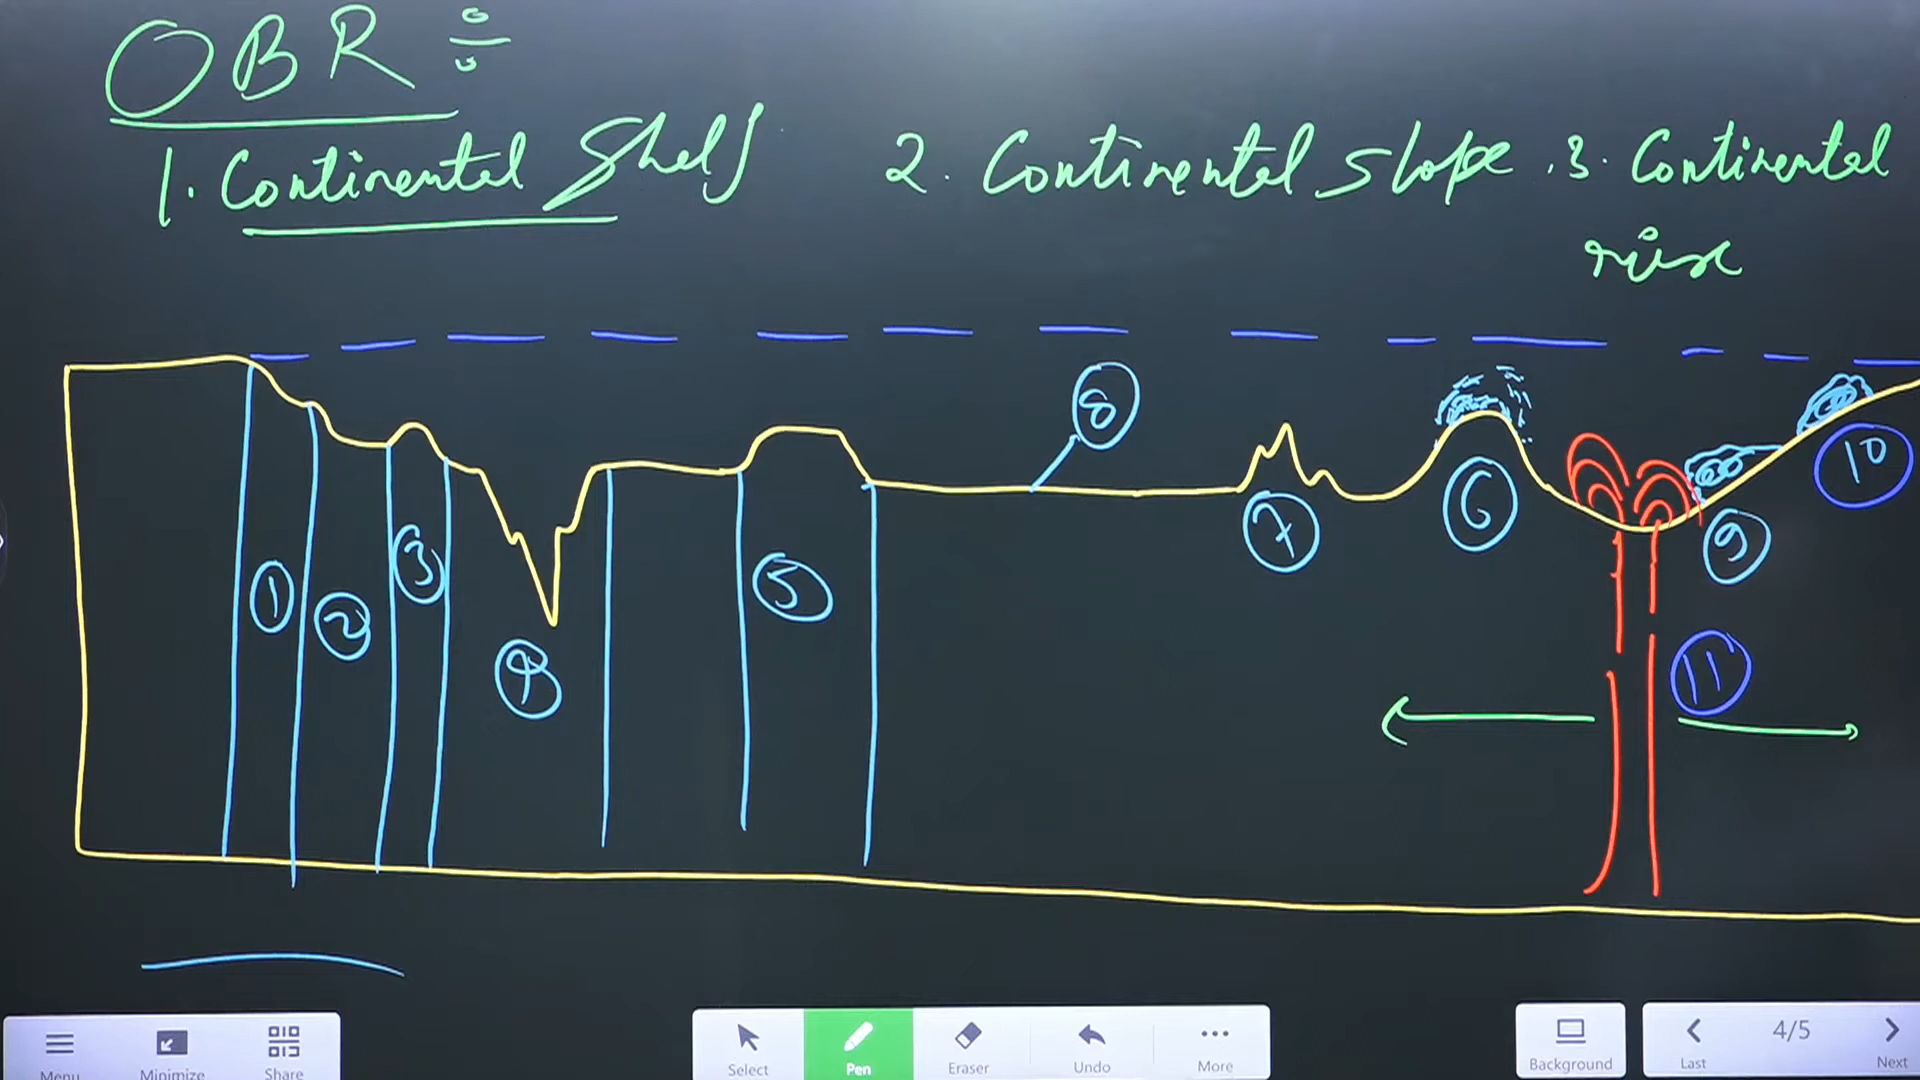 OBR ÷
1. Continental Shelf 2. Continental slope . 3. Continental
rise
8
7 6 10
3 9
1 5
2
4 11
Menu Minimize Share Select Pen Eraser Undo More Background 4/5 Last Next